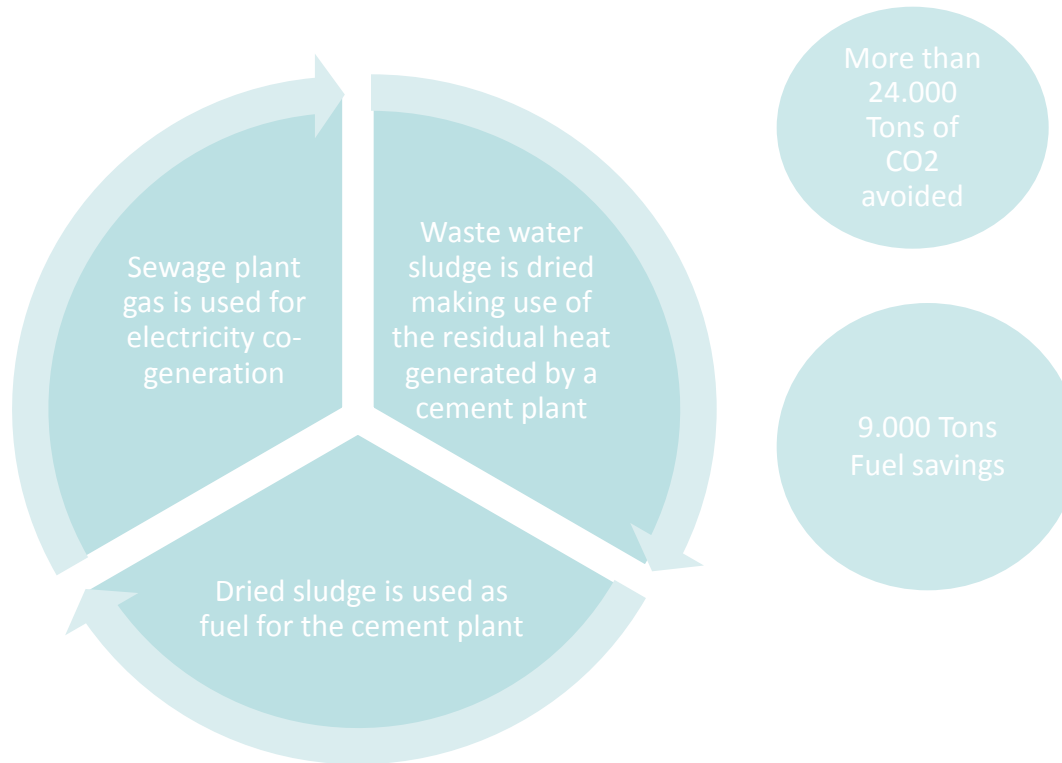 Sewage plant
gas is used for
electricity co-
generation
Waste water
sludge is dried
making use of
the residual heat
generated by a
cement plant
Dried sludge is used as
fuel for the cement plant
More than
24.000
Tons of
CO2
avoided
9.000 Tons
Fuel savings